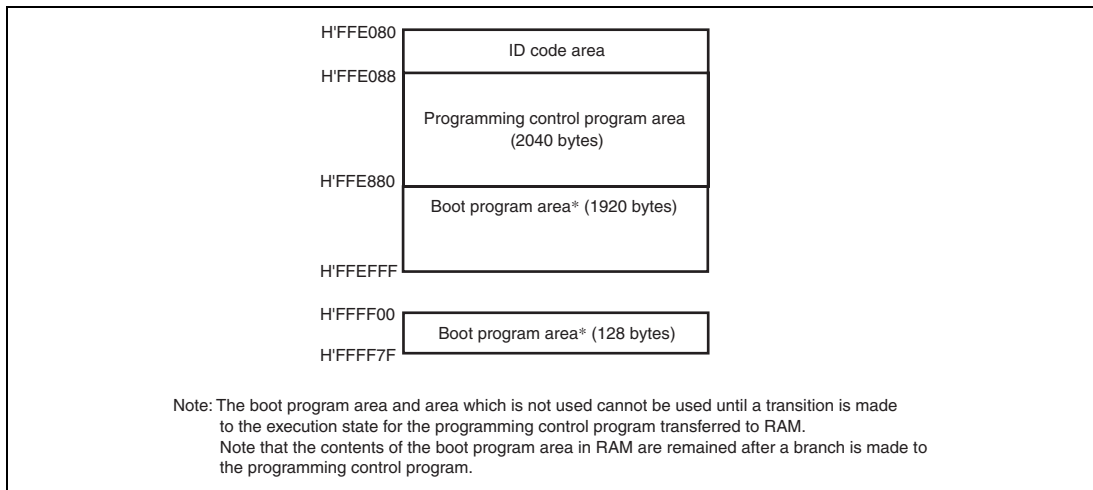 H'FFE080
ID code area
H'FFE088
Programming control program area
(2040 bytes)
H'FFE880
Boot program area* (1920 bytes)
H'FFEFFF
H'FFFF00
Boot program area* (128 bytes)
H'FFFF7F
Note: The boot program area and area which is not used cannot be used until a transition is made
to the execution state for the programming control program transferred to RAM.
Note that the contents of the boot program area in RAM are remained after a branch is made to
the programming control program.